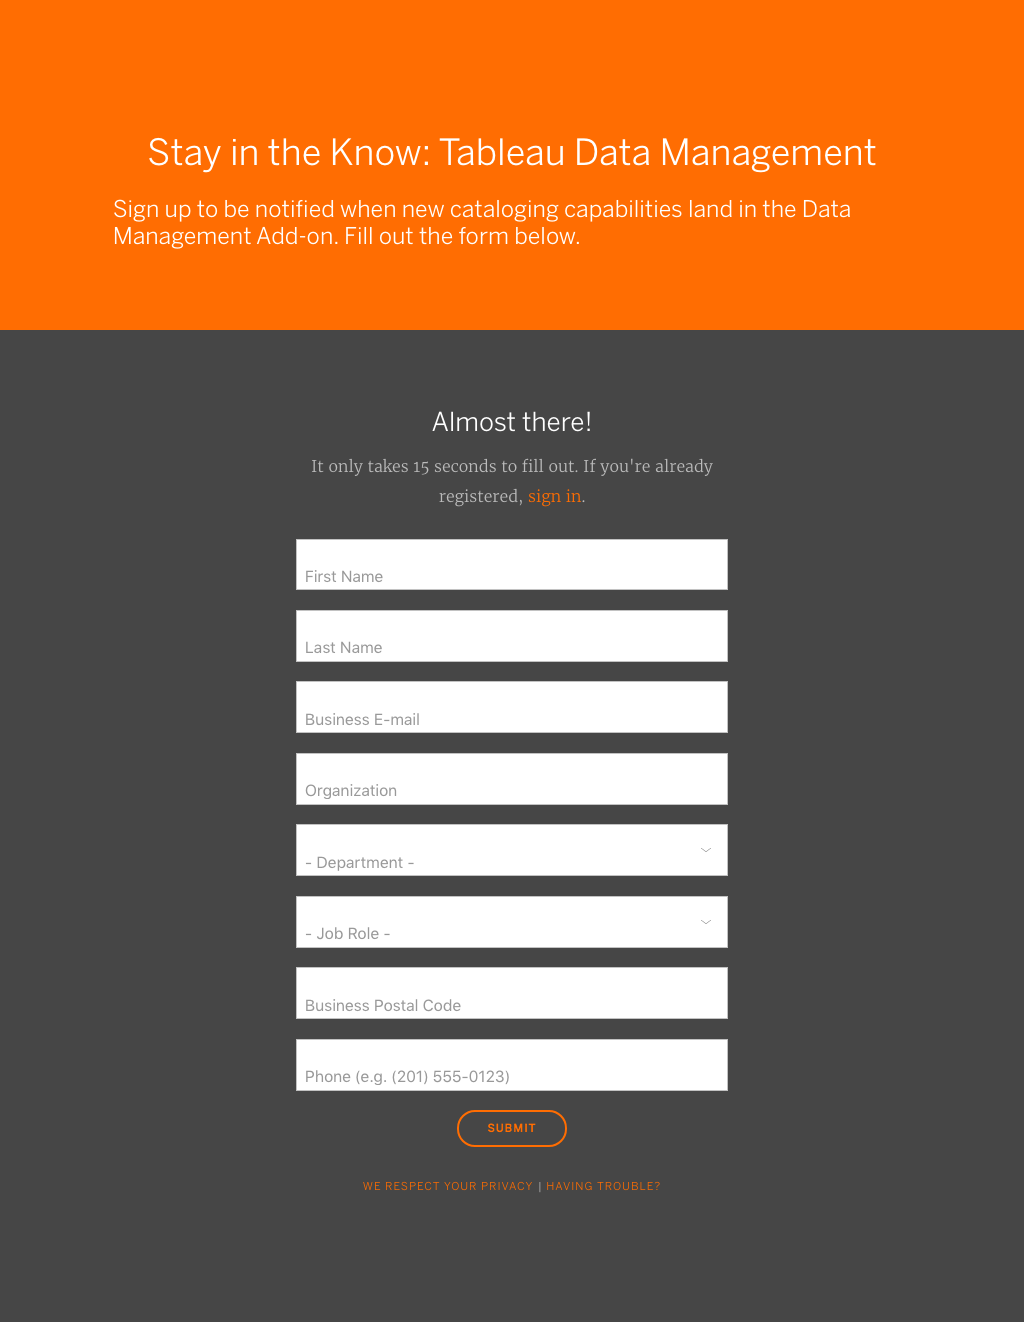 Stay in the Know: Tableau Data Management
Sign up to be notified when new cataloging capabilities land in the Data
Management Add-on. Fill out the form below.
Almost there!
It only takes 15 seconds to fill out. If you're already
registered, sign in.
First Name
Last Name
Business E-mail
Organization
- Department -
- Job Role -
Business Postal Code
Phone (e.g. (201) 555-0123)
SUBMIT
WE RESPECT YOUR PRIVACY | HAVING TROUBLE?